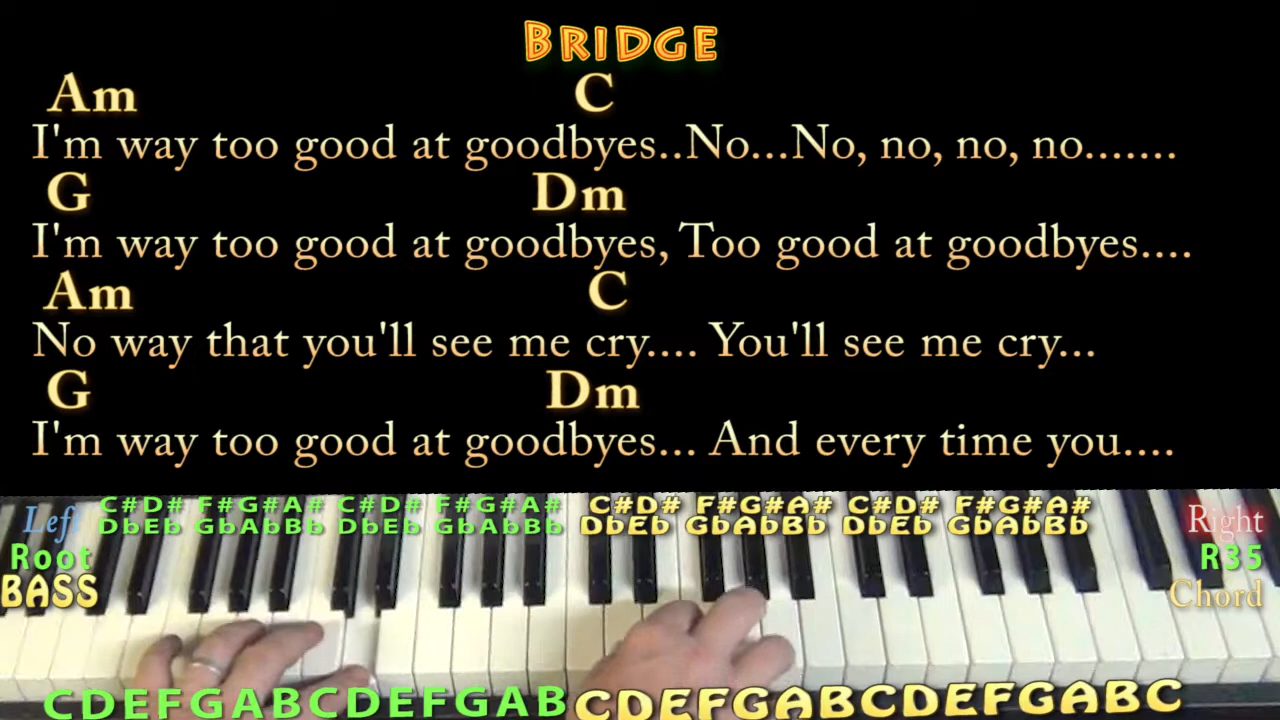 BRIDGE
Am C
I'm way too good at goodbyes..No...No, no, no, no.......
G Dm
I'm way too good at goodbyes, Too good at goodbyes....
Am C
No way that you'll see me cry.... You'll see me cry...
G Dm
I'm way too good at goodbyes... And every time you....
C#D# F#G#A# C#D# F#G#A# C#D# F#G#A# C#D# F#G#A#
Left DbEb GbAbBb DbEb GbAbBb DbEb GbAbBb DbEb GbAbBb Right
Root R35
BASS Chord
CDEFGABCDEFGAB CDEFGABCDEFGABC